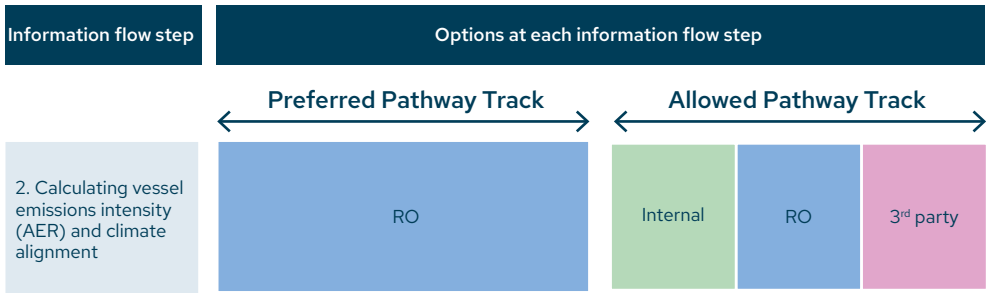 Information flow step
Options at each information flow step
Preferred Pathway Track
Allowed Pathway Track
2. Calculating vessel
emissions intensity
(AER) and climate
alignment
RO
Internal
RO
3rd party